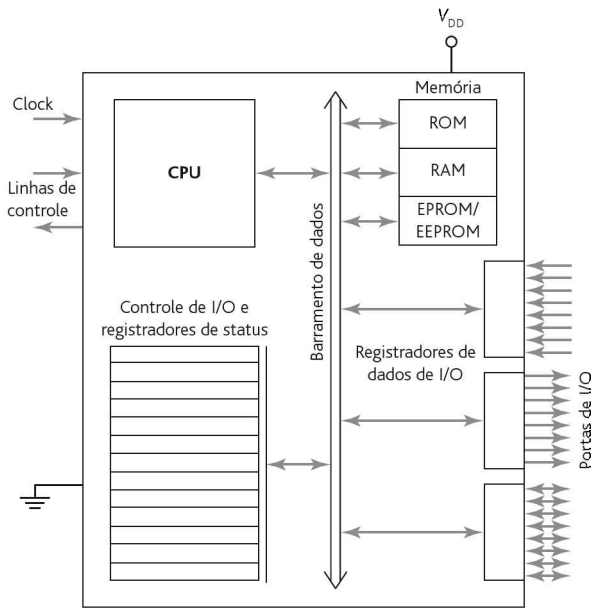 V_DD
Clock
Memória
CPU
ROM
RAM
EPROM/
EEPROM
Linhas de
controle
Barramento de dados
Controle de I/O e
registradores de status
Registradores de
dados de I/O
Portas de I/O